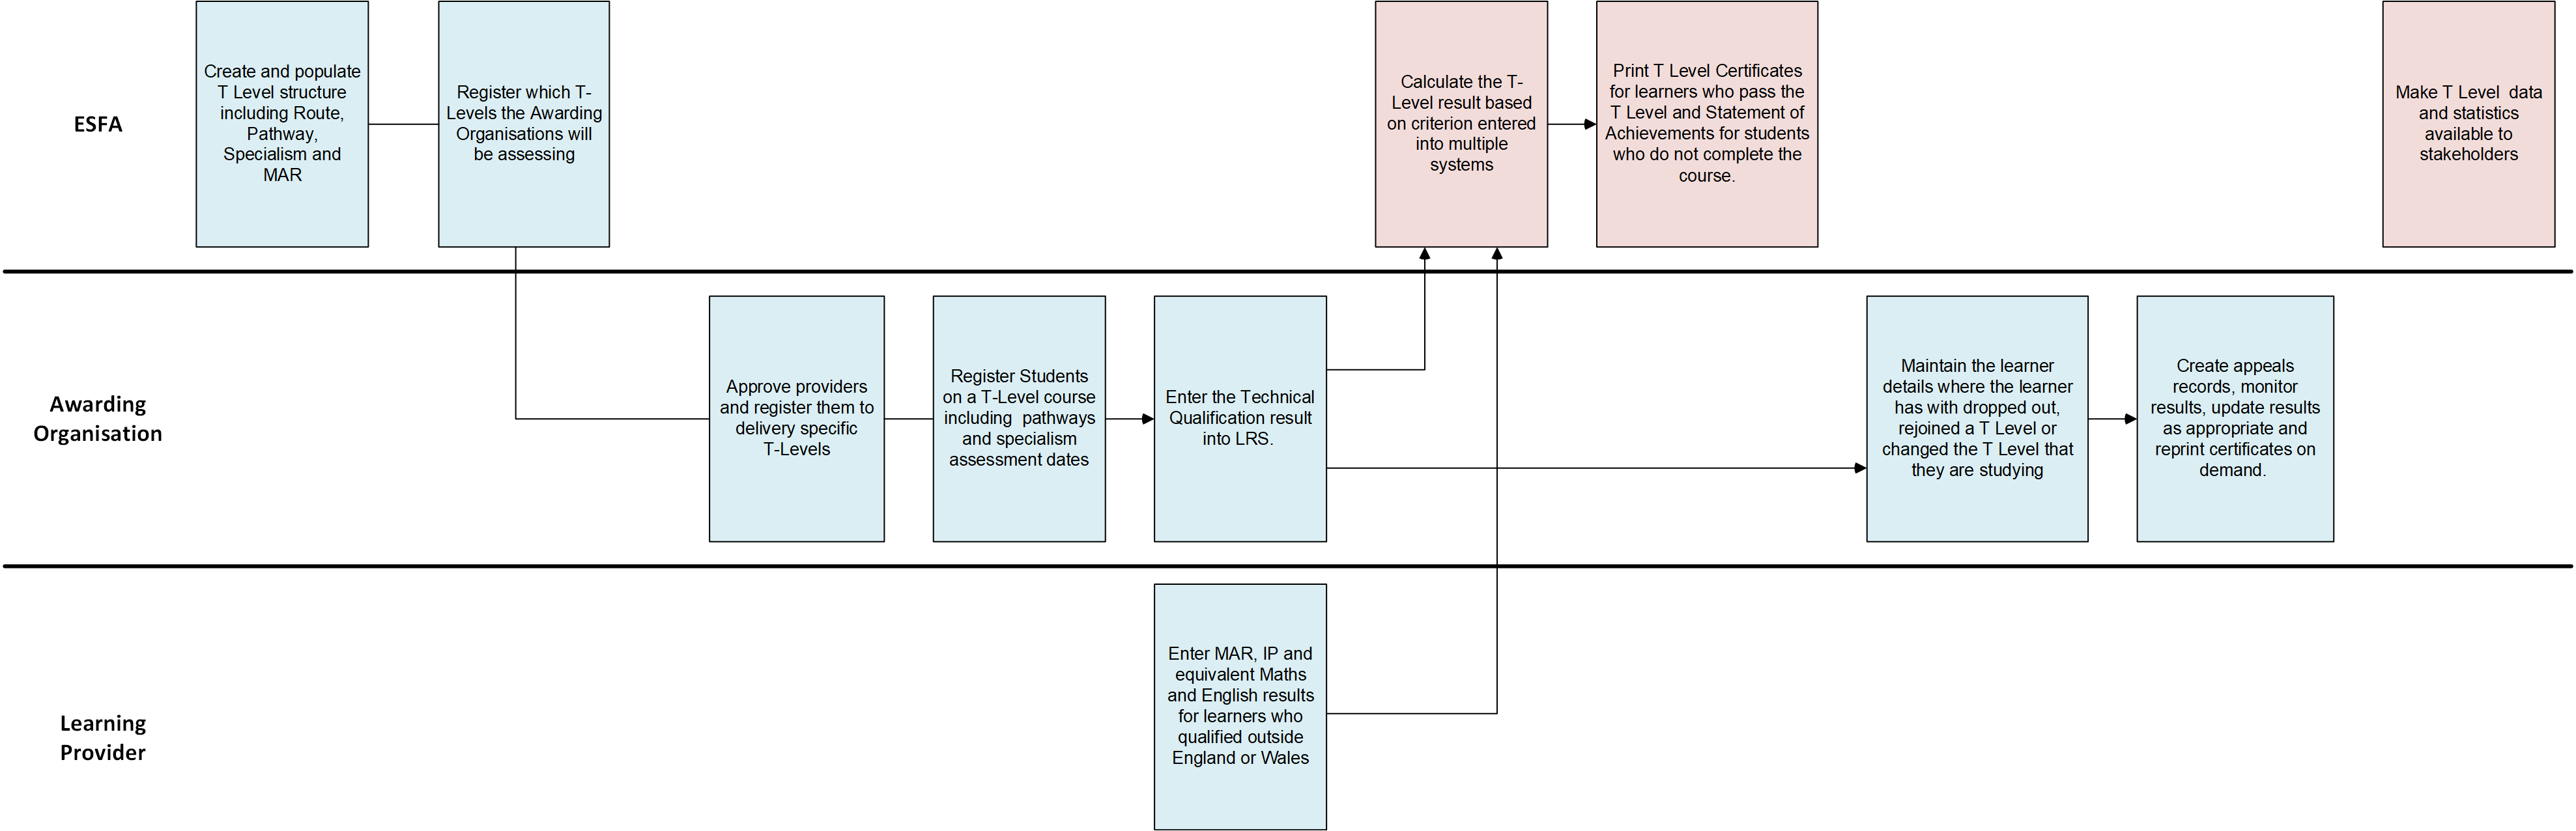 ESFA
Create and populate
T Level structure
including Route,
Pathway,
Specialism and
MAR
Register which T-
Levels the Awarding
Organisations will
be assessing
Calculate the T-
Level result based
on criterion entered
into multiple
systems
Print T Level Certificates
for learners who pass the
T Level and Statement of
Achievements for students
who do not complete the
course.
Make T Level data
and statistics
available to
stakeholders
Awarding
Organisation
Approve providers
and register them to
delivery specific
T-Levels
Register Students
on a T-Level course
including pathways
and specialism
assessment dates
Enter the Technical
Qualification result
into LRS.
Maintain the learner
details where the learner
has with dropped out,
rejoined a T Level or
changed the T Level that
they are studying
Create appeals
records, monitor
results, update results
as appropriate and
reprint certificates on
demand.
Learning
Provider
Enter MAR, IP and
equivalent Maths
and English results
for learners who
qualified outside
England or Wales